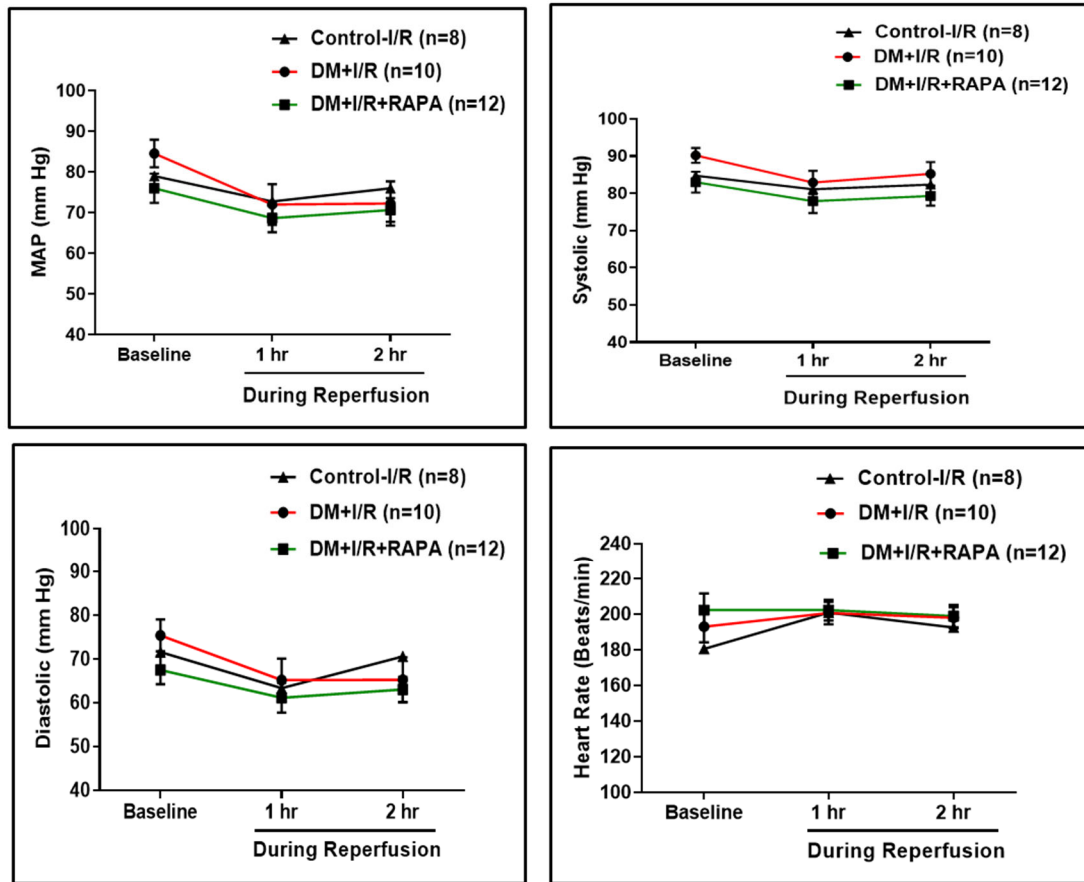 Control-I/R (n=8)
DM+I/R (n=10)
DM+I/R+RAPA (n=12)
MAP (mm Hg)
100
90
80
70
60
50
40
Baseline
1 hr
2 hr
During Reperfusion
Control-I/R (n=8)
DM+I/R (n=10)
DM+I/R+RAPA (n=12)
Systolic (mm Hg)
100
90
80
70
60
50
40
Baseline
1 hr
2 hr
During Reperfusion
Control-I/R (n=8)
DM+I/R (n=10)
DM+I/R+RAPA (n=12)
Diastolic (mm Hg)
100
90
80
70
60
50
40
Baseline
1 hr
2 hr
During Reperfusion
Control-I/R (n=8)
DM+I/R (n=10)
DM+I/R+RAPA (n=12)
Heart Rate (Beats/min)
240
220
200
180
160
140
120
100
Baseline
1 hr
2 hr
During Reperfusion